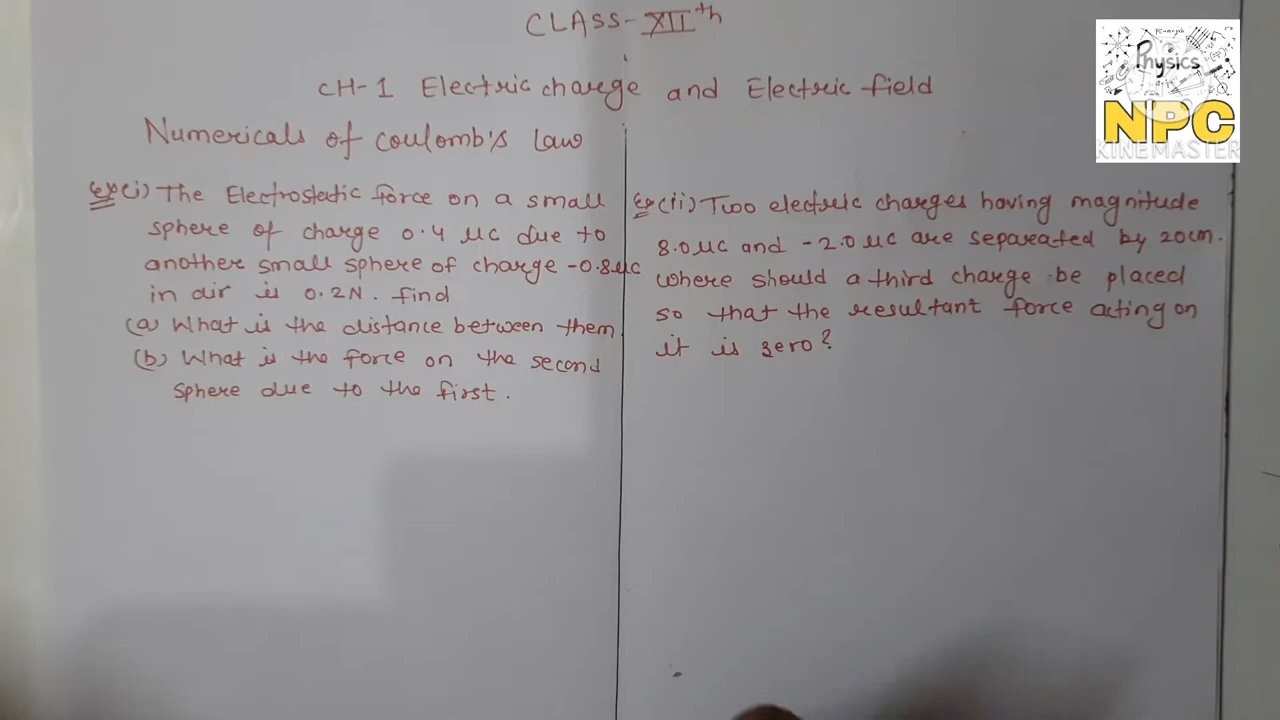 CLASS-XIIth
CH-1 Electric charge and Electric field
Numericals of Coulomb's Law
Ex(i) The Electrostatic force on a small
sphere of charge 0.4 μc due to
another small sphere of charge -0.8μc
in air is 0.2N. find
(a) What is the distance between them
(b) What is the force on the second
sphere due to the first.
Ex(ii) Two electric charges having magnitude
8.0μc and -2.0μc are separated by 20cm.
where should a third charge be placed
so that the resultant force acting on
it is zero?
Physics
NPC
KINEMASTER